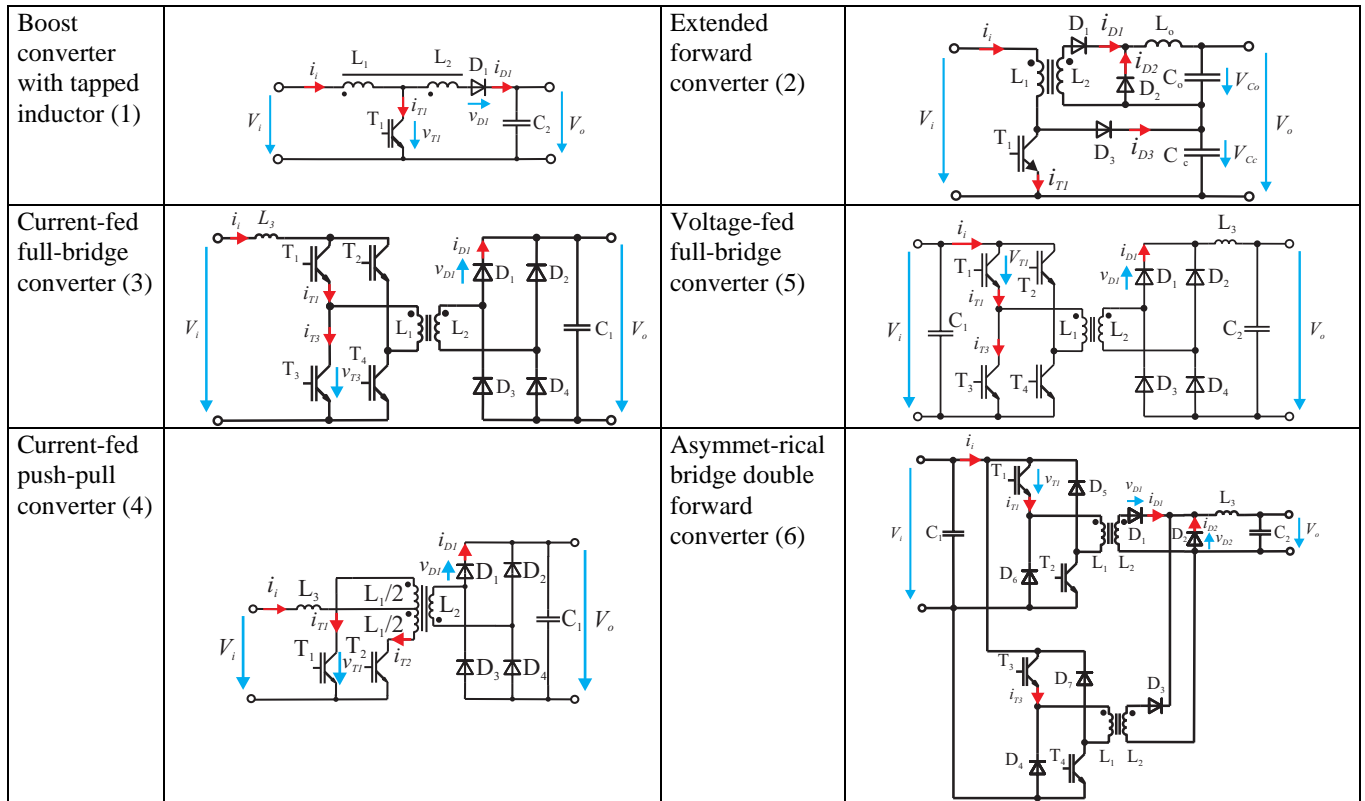 Boost
converter
with tapped
inductor (1)
i_i L_1 L_2 D_1 i_D1
V_i T_1 i_T1 v_T1 v_D1 C_2 V_o
Extended
forward
converter (2)
i_i D_1 i_D1 L_o
L_1 L_2 i_D2 D_2 C_o V_Co
V_i T_1 i_T1 D_3 i_D3 C_c V_Cc V_o
Current-fed
full-bridge
converter (3)
i_i L_3
T_1 T_2 i_D1 v_D1 D_1 D_2
i_T1
V_i i_T3 L_1 L_2 C_1 V_o
T_3 v_T3 T_4 D_3 D_4
Voltage-fed
full-bridge
converter (5)
i_i L_3
T_1 V_T1 T_2 i_D1 v_D1 D_1 D_2
i_T1
V_i C_1 i_T3 L_1 L_2 C_2 V_o
T_3 T_4 D_3 D_4
Current-fed
push-pull
converter (4)
i_D1
v_D1 D_1 D_2
i_i L_3 L_1/2 L_2
i_T1 L_1/2 C_1 V_o
V_i T_1 v_T1 T_2 i_T2 D_3 D_4
Asymmet-rical
bridge double
forward
converter (6)
i_i
T_1 v_T1 D_5 v_D1 i_D1 L_3
i_T1
V_i C_1 D_1 D_2 i_D2 v_D2 C_2 V_o
D_6 T_2 L_1 L_2
T_3 D_7 D_3
i_T3
D_4 T_4 L_1 L_2